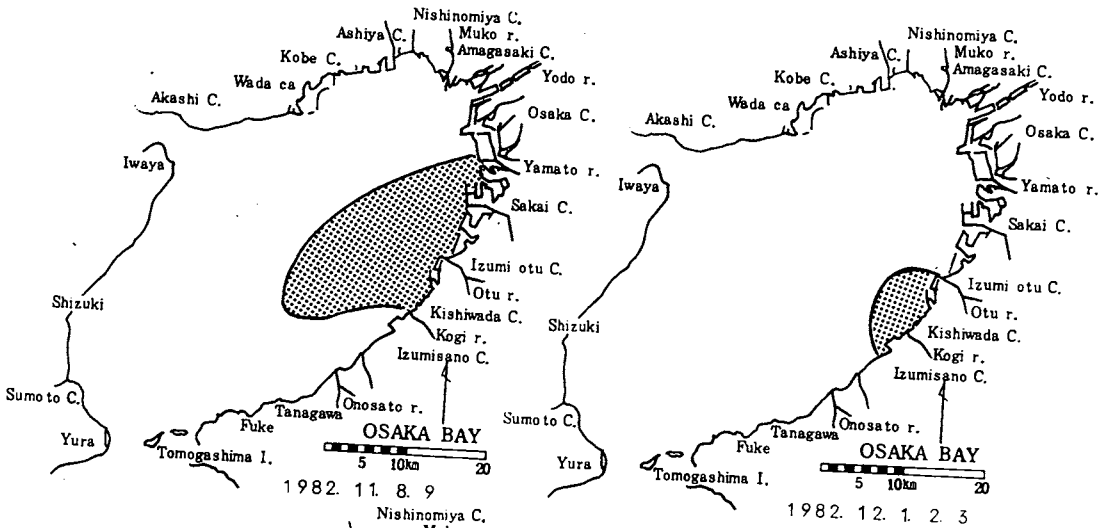 Nishinomiya C.
Ashiya C.
Muko r.
Kobe C.
Amagasaki C.
Wada ca
Yodo r.
Akashi C.
Osaka C.
Iwaya
Yamato r.
Sakai C.
Izumi otu C.
Otu r.
Shizuki
Kishiwada C.
Kogi r.
Izumisano C.
Sumoto C.
Onosato r.
Tanagawa
Fuke
Yura
OSAKA BAY
Tomogashima I.
5 10km 20
1982. 11. 8. 9
Nishinomiya C.
Nishinomiya C.
Ashiya C.
Muko r.
Kobe C.
Amagasaki C.
Wada ca
Yodo r.
Akashi C.
Osaka C.
Iwaya
Yamato r.
Sakai C.
Izumi otu C.
Otu r.
Shizuki
Kishiwada C.
Kogi r.
Izumisano C.
Sumoto C.
Onosato r.
Tanagawa
Fuke
Yura
OSAKA BAY
Tomogashima I.
5 10km 20
1982. 12. 1. 2. 3